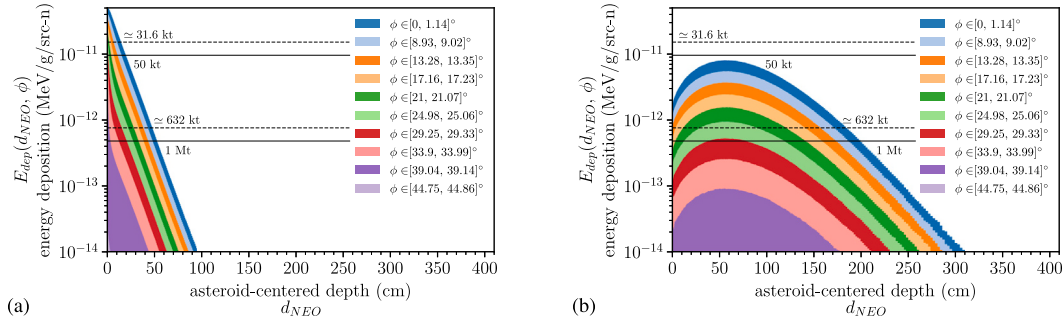 E_dep(d_NEO, ϕ)
energy deposition (MeV/g/src-n)
10⁻¹¹
10⁻¹²
10⁻¹³
10⁻¹⁴
≃ 31.6 kt
50 kt
≃ 632 kt
1 Mt
ϕ∈[0, 1.14]°
ϕ∈[8.93, 9.02]°
ϕ∈[13.28, 13.35]°
ϕ∈[17.16, 17.23]°
ϕ∈[21, 21.07]°
ϕ∈[24.98, 25.06]°
ϕ∈[29.25, 29.33]°
ϕ∈[33.9, 33.99]°
ϕ∈[39.04, 39.14]°
ϕ∈[44.75, 44.86]°
0 50 100 150 200 250 300 350 400
asteroid-centered depth (cm)
d_NEO
(a)
E_dep(d_NEO, ϕ)
energy deposition (MeV/g/src-n)
10⁻¹¹
10⁻¹²
10⁻¹³
10⁻¹⁴
≃ 31.6 kt
50 kt
≃ 632 kt
1 Mt
ϕ∈[0, 1.14]°
ϕ∈[8.93, 9.02]°
ϕ∈[13.28, 13.35]°
ϕ∈[17.16, 17.23]°
ϕ∈[21, 21.07]°
ϕ∈[24.98, 25.06]°
ϕ∈[29.25, 29.33]°
ϕ∈[33.9, 33.99]°
ϕ∈[39.04, 39.14]°
ϕ∈[44.75, 44.86]°
0 50 100 150 200 250 300 350 400
asteroid-centered depth (cm)
d_NEO
(b)